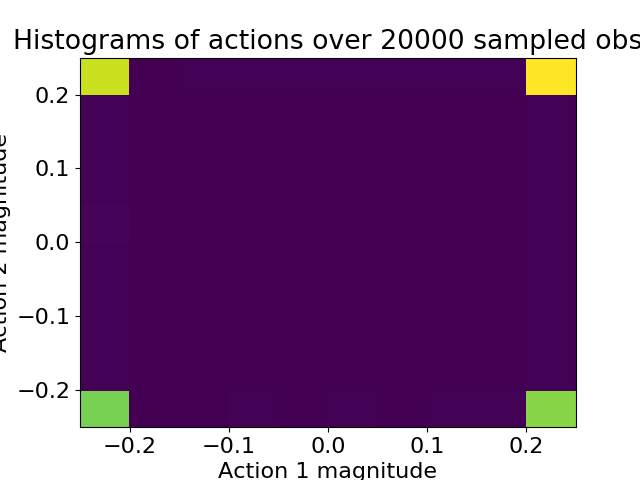 Histograms of actions over 20000 sampled obs
Action 2 magnitude
0.2
0.1
0.0
−0.1
−0.2
−0.2 −0.1 0.0 0.1 0.2
Action 1 magnitude